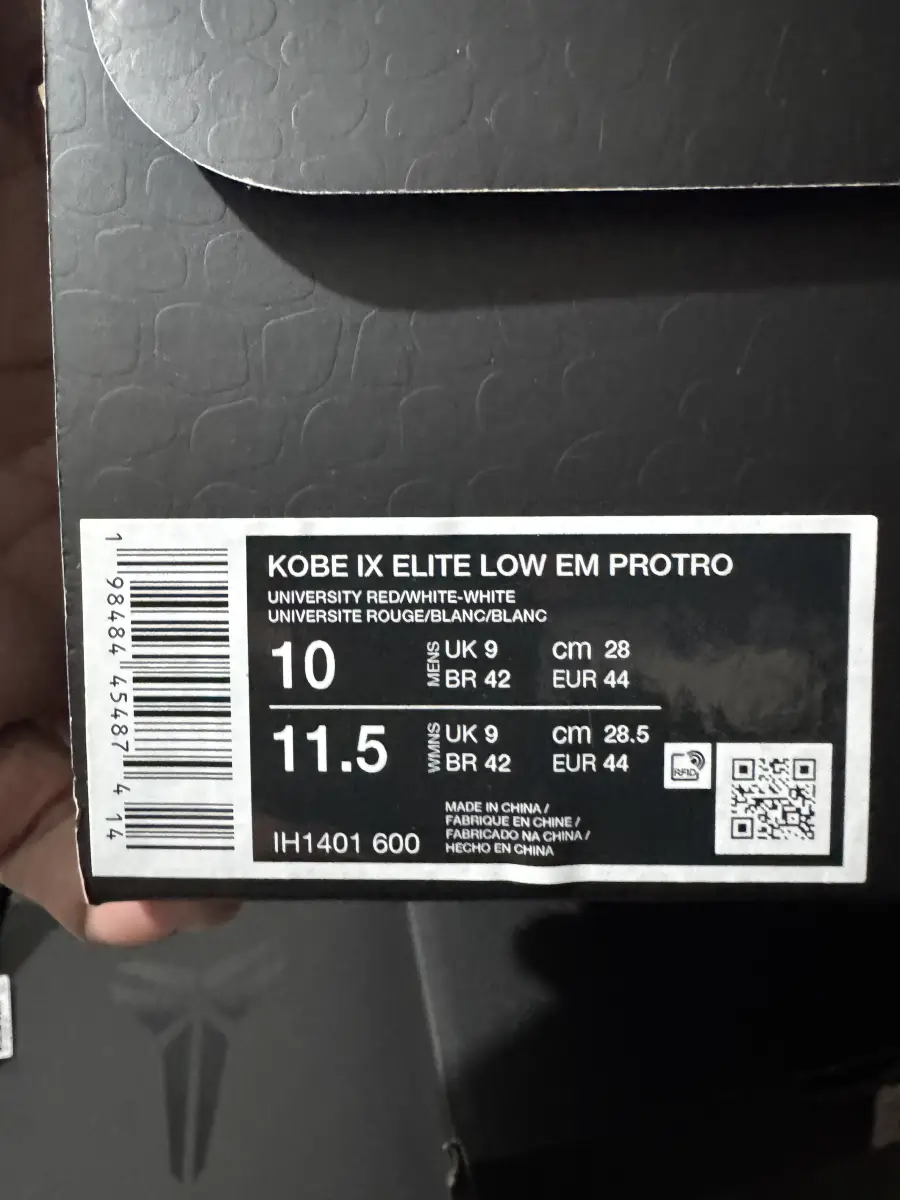 KOBE IX ELITE LOW EM PROTRO
UNIVERSITY RED/WHITE-WHITE
UNIVERSITE ROUGE/BLANC/BLANC
10 MENS UK 9 cm 28
BR 42 EUR 44
11.5 WMNS UK 9 cm 28.5
BR 42 EUR 44
RFID
IH1401 600
MADE IN CHINA /
FABRIQUE EN CHINE /
FABRICADO NA CHINA /
HECHO EN CHINA
1 98484 45487 4 14